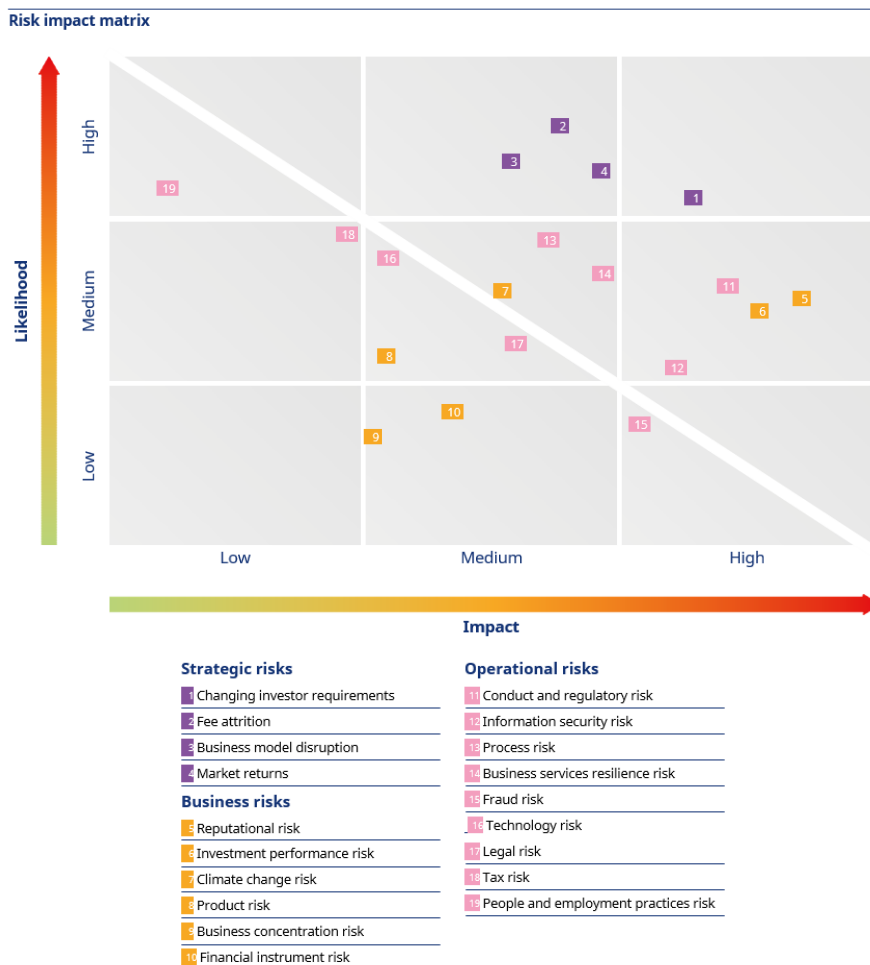 Risk impact matrix
Likelihood
High
Medium
Low
2
3
4
1
19
18
16
13
14
7
11
5
6
17
8
12
10
9
15
Low
Medium
High
Impact
Strategic risks
1 Changing investor requirements
2 Fee attrition
3 Business model disruption
4 Market returns
Business risks
5 Reputational risk
6 Investment performance risk
7 Climate change risk
8 Product risk
9 Business concentration risk
10 Financial instrument risk
Operational risks
11 Conduct and regulatory risk
12 Information security risk
13 Process risk
14 Business services resilience risk
15 Fraud risk
16 Technology risk
17 Legal risk
18 Tax risk
19 People and employment practices risk